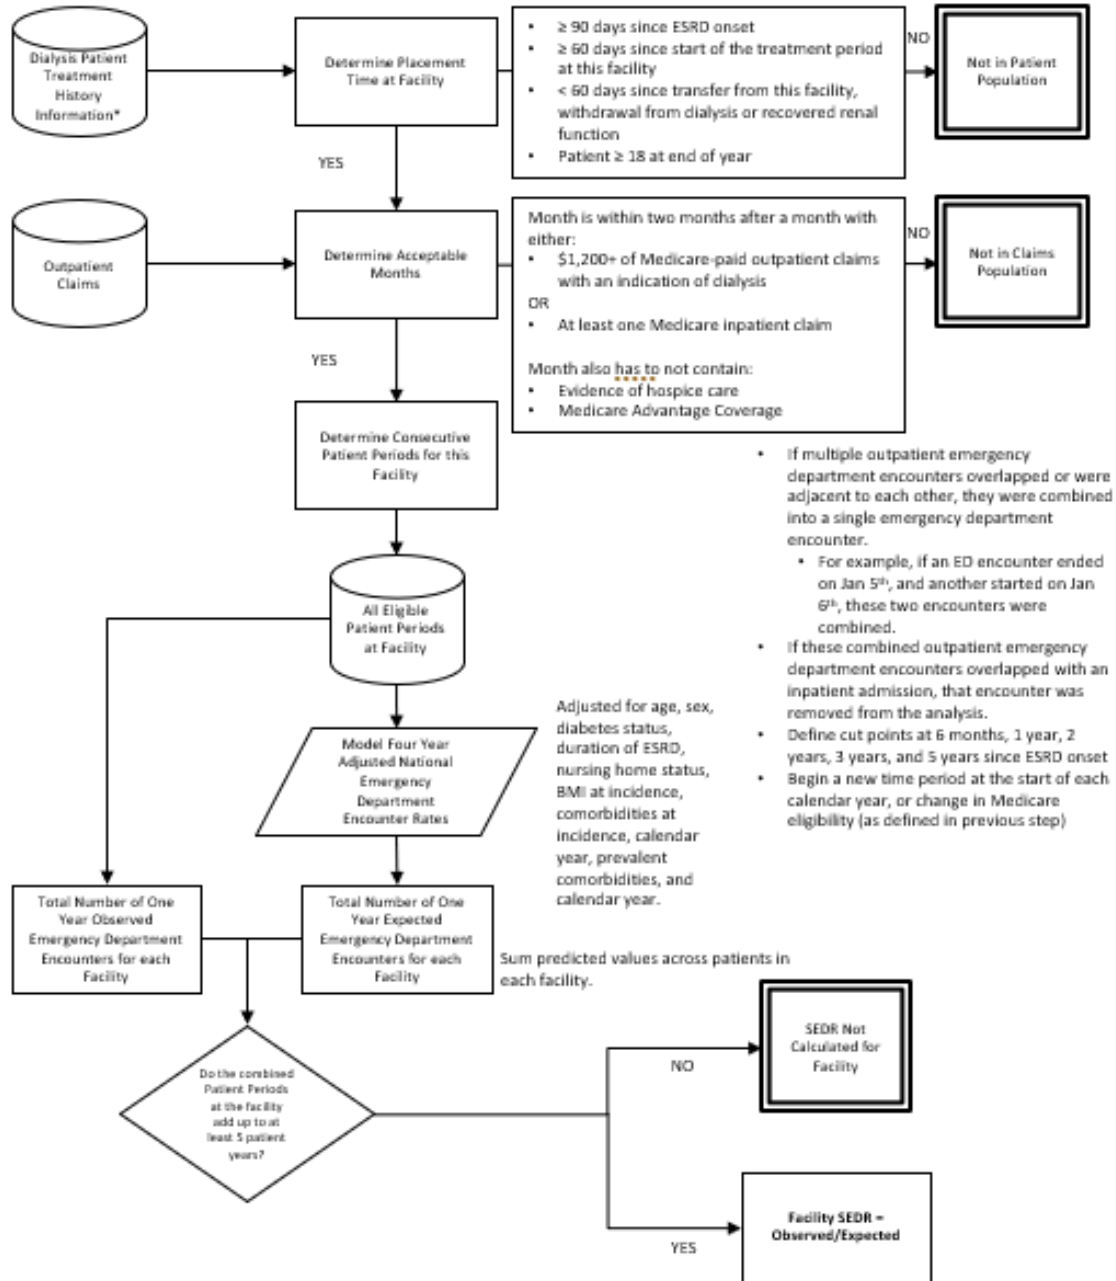 Dialysis Patient
Treatment
History
Information*
Determine Placement
Time at Facility
• ≥ 90 days since ESRD onset
• ≥ 60 days since start of the treatment period
at this facility
• < 60 days since transfer from this facility,
withdrawal from dialysis or recovered renal
function
• Patient ≥ 18 at end of year
NO
Not in Patient
Population
YES
Outpatient
Claims
Determine Acceptable
Months
Month is within two months after a month with
either:
• $1,200+ of Medicare-paid outpatient claims
with an indication of dialysis
OR
• At least one Medicare inpatient claim
Month also has to not contain:
• Evidence of hospice care
• Medicare Advantage Coverage
NO
Not in Claims
Population
YES
Determine Consecutive
Patient Periods for this
Facility
• If multiple outpatient emergency
department encounters overlapped or were
adjacent to each other, they were combined
into a single emergency department
encounter.
• For example, if an ED encounter ended
on Jan 5th, and another started on Jan
6th, these two encounters were
combined.
• If these combined outpatient emergency
department encounters overlapped with an
inpatient admission, that encounter was
removed from the analysis.
• Define cut points at 6 months, 1 year, 2
years, 3 years, and 5 years since ESRD onset
• Begin a new time period at the start of each
calendar year, or change in Medicare
eligibility (as defined in previous step)
All Eligible
Patient Periods
at Facility
Model Four Year
Adjusted National
Emergency
Department
Encounter Rates
Adjusted for age, sex,
diabetes status,
duration of ESRD,
nursing home status,
BMI at incidence,
comorbidities at
incidence, calendar
year, prevalent
comorbidities, and
calendar year.
Total Number of One
Year Observed
Emergency Department
Encounters for each
Facility
Total Number of One
Year Expected
Emergency Department
Encounters for each
Facility
Sum predicted values across patients in
each facility.
Do the combined
Patient Periods
at the facility
add up to at
least 5 patient
years?
NO
SEDR Not
Calculated for
Facility
YES
Facility SEDR =
Observed/Expected